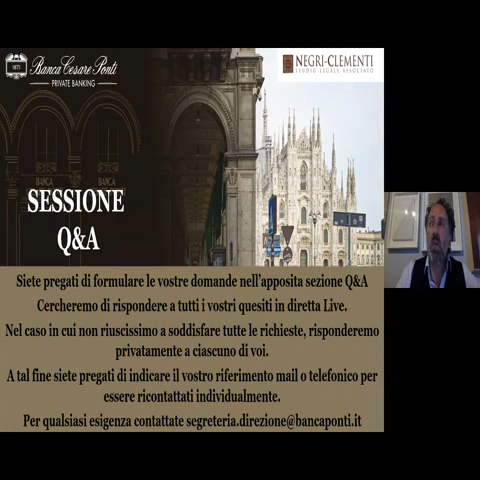 1871
Banca Cesare Ponti
PRIVATE BANKING
NEGRI-CLEMENTI
STUDIO LEGALE ASSOCIATO
BANCA
SESSIONE
Q&A
Siete pregati di formulare le vostre domande nell'apposita sezione Q&A
Cercheremo di rispondere a tutti i vostri quesiti in diretta Live.
Nel caso in cui non riuscissimo a soddisfare tutte le richieste, risponderemo
privatamente a ciascuno di voi.
A tal fine siete pregati di indicare il vostro riferimento mail o telefonico per
essere ricontattati individualmente.
Per qualsiasi esigenza contattate segreteria.direzione@bancaponti.it